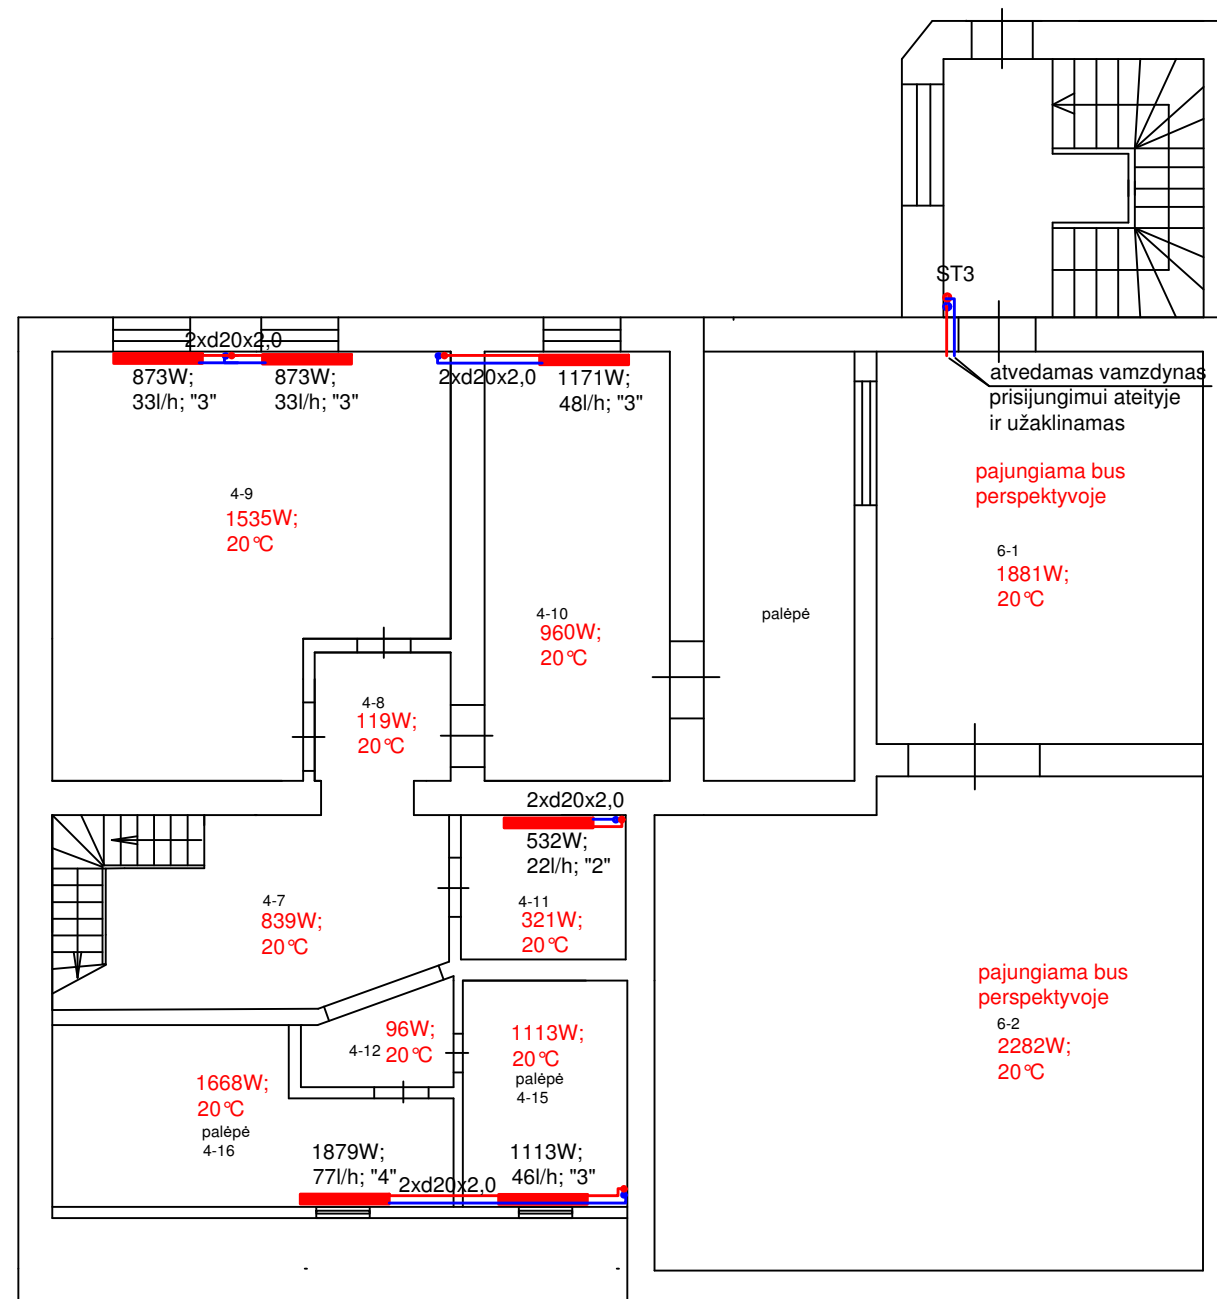 ST3
2xd20x2,0
873W;
33l/h; "3"
873W;
33l/h; "3"
2xd20x2,0
1171W;
48l/h; "3"
atvedamas vamzdynas
prisijungimui ateityje
ir užaklinamas
pajungiama bus
perspektyvoje
4-9
1535W;
20°C
6-1
1881W;
20°C
4-10
960W;
20°C
palėpė
4-8
119W;
20°C
2xd20x2,0
532W;
22l/h; "2"
4-7
839W;
20°C
4-11
321W;
20°C
pajungiama bus
perspektyvoje
6-2
2282W;
20°C
4-12
96W;
20°C
1113W;
20°C
palėpė
4-15
1668W;
20°C
palėpė
4-16
1879W;
77l/h; "4"
2xd20x2,0
1113W;
46l/h; "3"